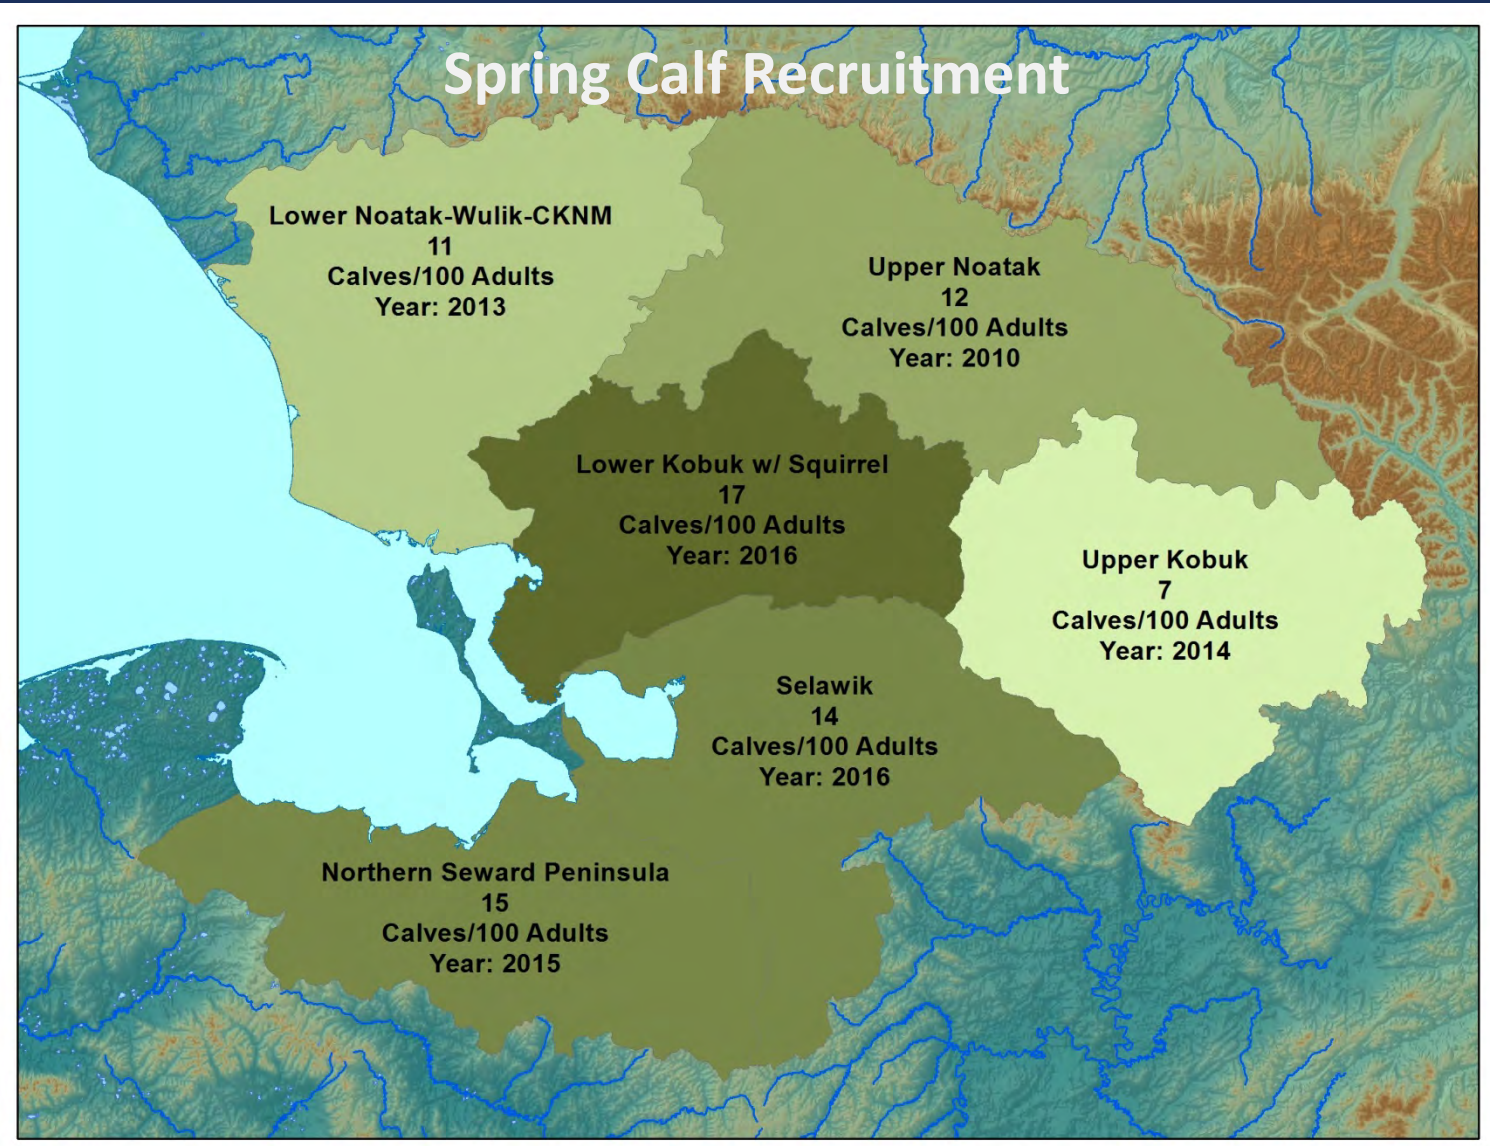 Spring Calf Recruitment
Lower Noatak-Wulik-CKNM
11
Calves/100 Adults
Year: 2013
Upper Noatak
12
Calves/100 Adults
Year: 2010
Lower Kobuk w/ Squirrel
17
Calves/100 Adults
Year: 2016
Upper Kobuk
7
Calves/100 Adults
Year: 2014
Selawik
14
Calves/100 Adults
Year: 2016
Northern Seward Peninsula
15
Calves/100 Adults
Year: 2015